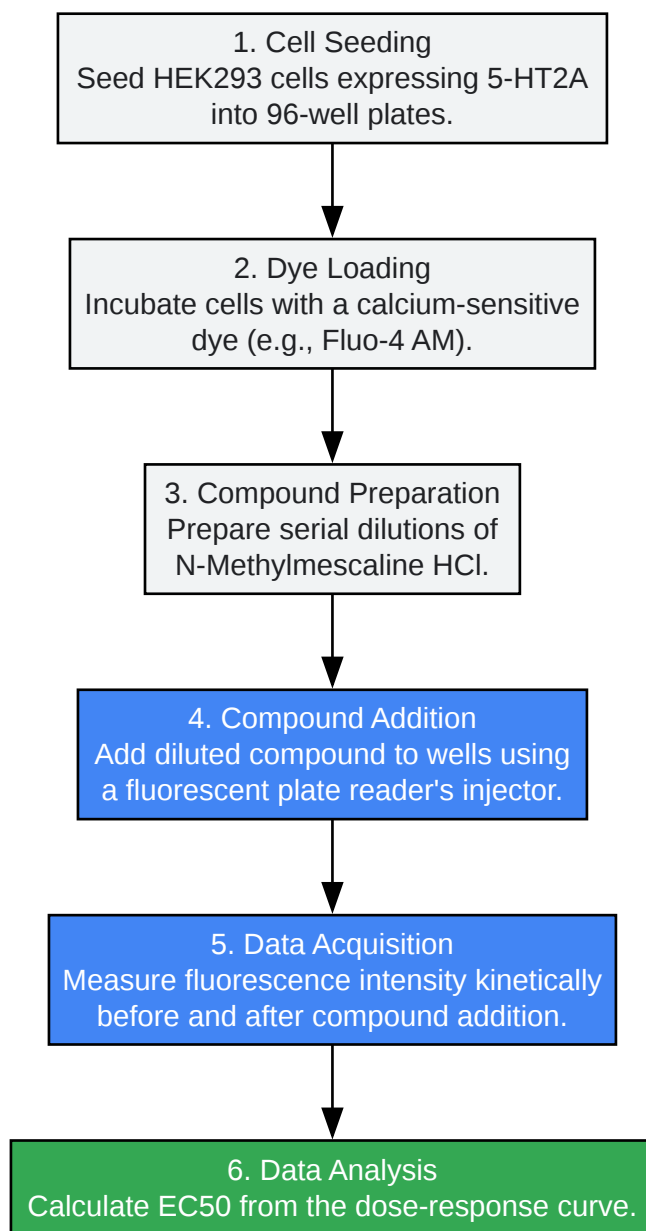 1. Cell Seeding
Seed HEK293 cells expressing 5-HT2A
into 96-well plates.
2. Dye Loading
Incubate cells with a calcium-sensitive
dye (e.g., Fluo-4 AM).
3. Compound Preparation
Prepare serial dilutions of
N-Methylmescaline HCl.
4. Compound Addition
Add diluted compound to wells using
a fluorescent plate reader's injector.
5. Data Acquisition
Measure fluorescence intensity kinetically
before and after compound addition.
6. Data Analysis
Calculate EC50 from the dose-response curve.